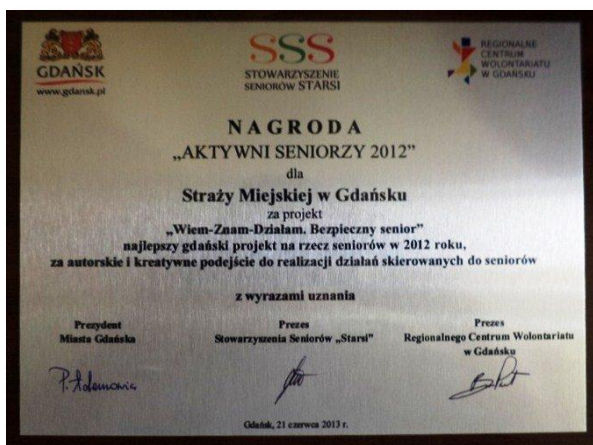 GDAŃSK
www.gdansk.pl
SSS
STOWARZYSZENIE
SENIORÓW STARSI
REGIONALNE
CENTRUM
WOLONTARIATU
W GDAŃSKU
NAGRODA
„AKTYWNI SENIORZY 2012”
dla
Straży Miejskiej w Gdańsku
za projekt
„Wiem-Znam-Działam. Bezpieczny senior”
najlepszy gdański projekt na rzecz seniorów w 2012 roku,
za autorskie i kreatywne podejście do realizacji działań skierowanych do seniorów
z wyrazami uznania
Prezydent
Miasta Gdańska
P. Adamowicz
Prezes
Stowarzyszenia Seniorów „Starsi”
Prezes
Regionalnego Centrum Wolontariatu
w Gdańsku
Gdańsk, 21 czerwca 2013 r.